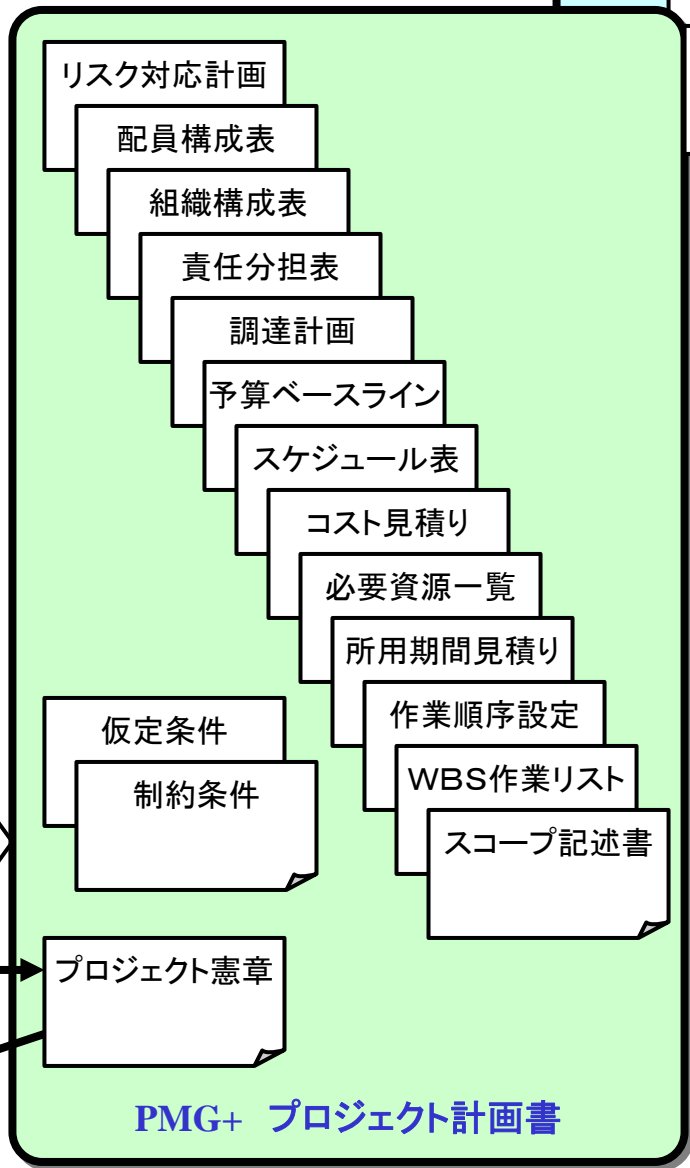 リスク対応計画
配員構成表
組織構成表
責任分担表
調達計画
予算ベースライン
スケジュール表
コスト見積り
必要資源一覧
所用期間見積り
作業順序設定
WBS作業リスト
スコープ記述書
仮定条件
制約条件
プロジェクト憲章
PMG+ プロジェクト計画書